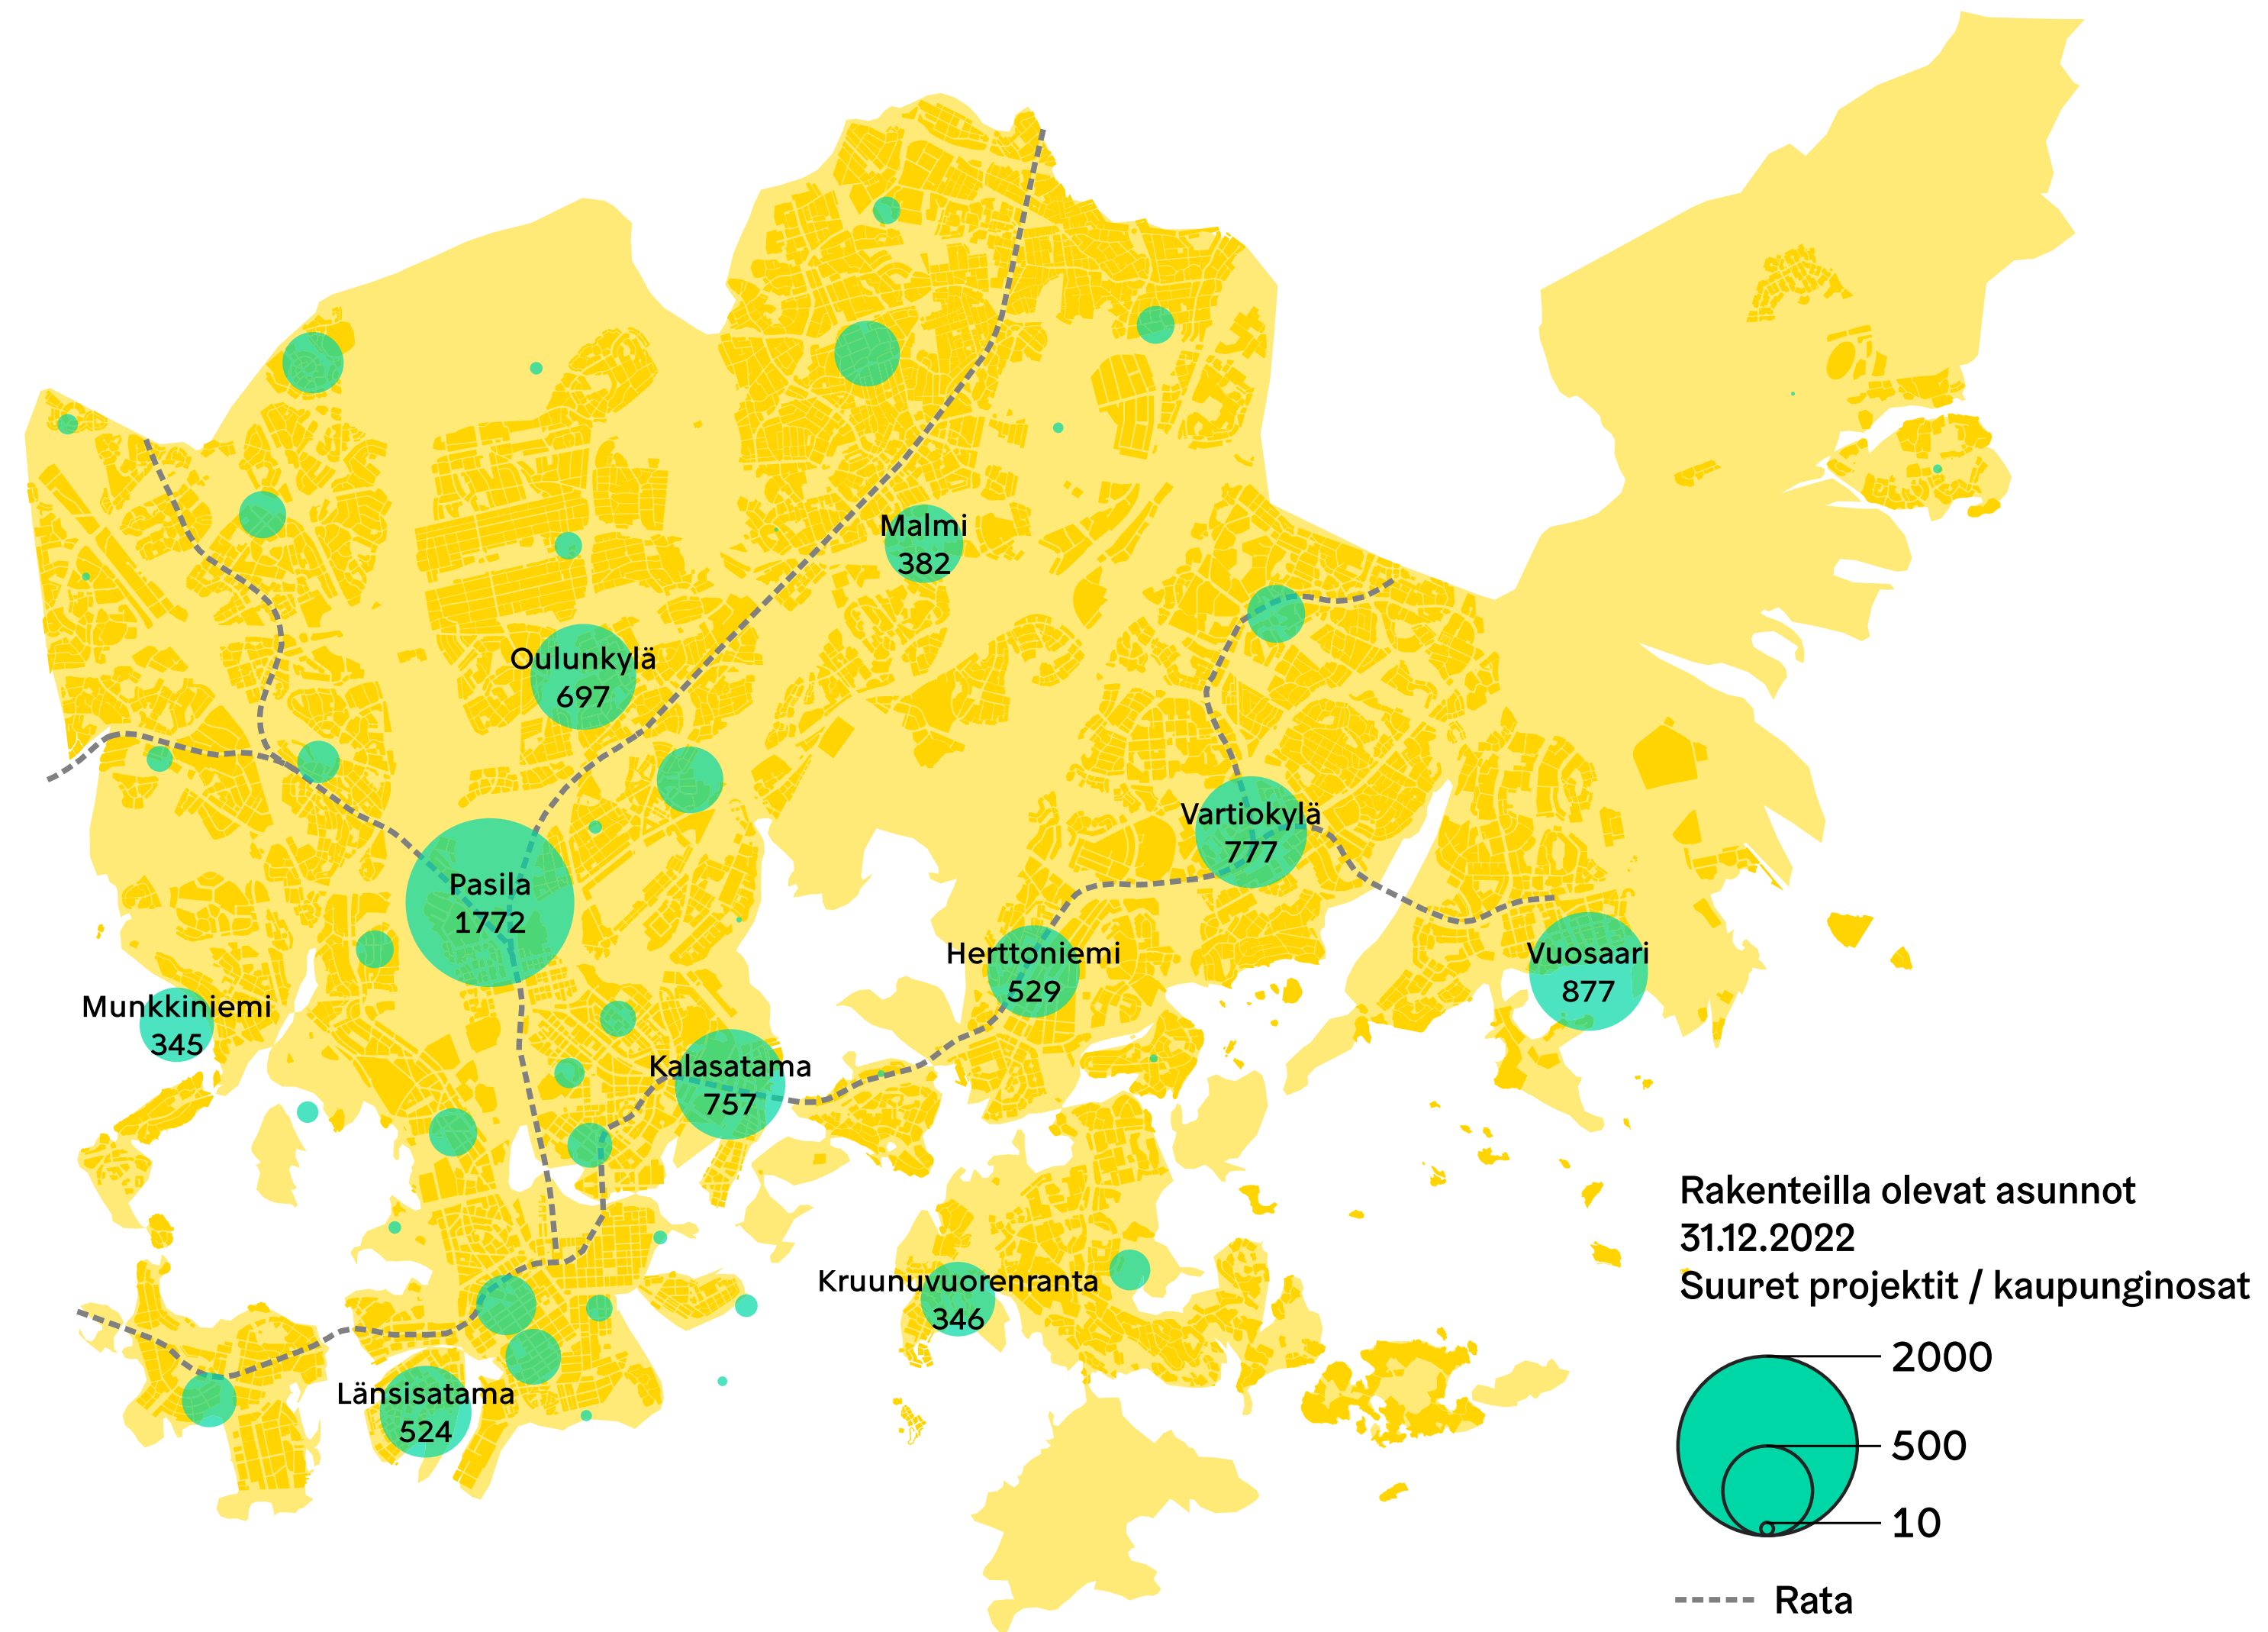 Malmi
382
Oulunkylä
697
Vartiokylä
777
Pasila
1772
Herttoniemi
529
Vuosaari
877
Munkkiniemi
345
Kalasatama
757
Kruunuvuorenranta
346
Länsisatama
524
Rakenteilla olevat asunnot
31.12.2022
Suuret projektit / kaupunginosat
2000
500
10
Rata